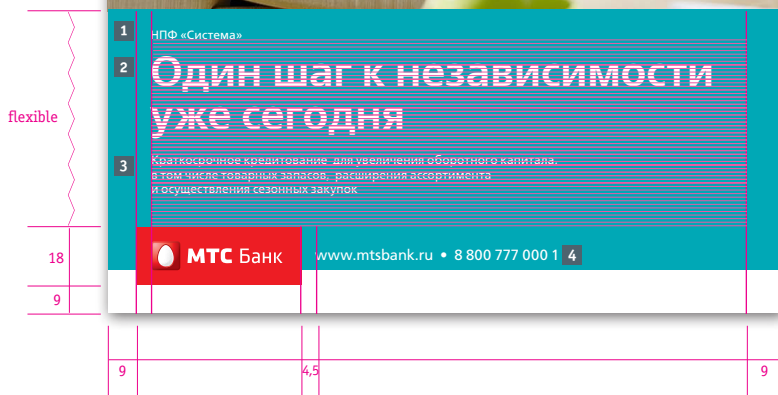 1 НПФ «Система»
2 Один шаг к независимости
уже сегодня
flexible
3 Краткосрочное кредитование для увеличения оборотного капитала,
в том числе товарных запасов, расширения ассортимента
и осуществления сезонных закупок
18
МТС Банк www.mtsbank.ru • 8 800 777 000 1 4
9
9 4,5 9